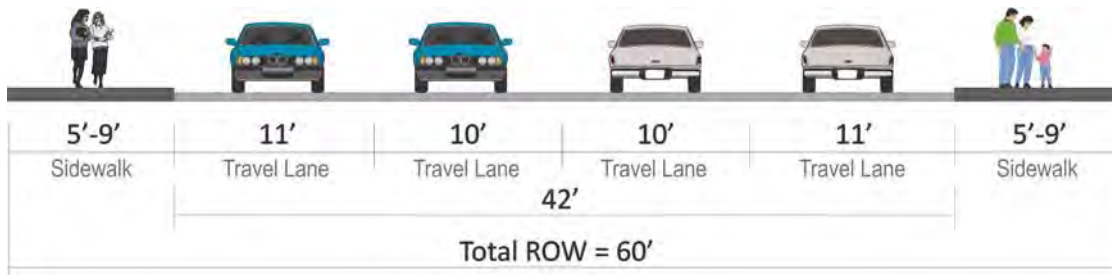 5’-9’ 11’ 10’ 10’ 11’ 5’-9’
Sidewalk Travel Lane Travel Lane Travel Lane Travel Lane Sidewalk
42’
Total ROW = 60’